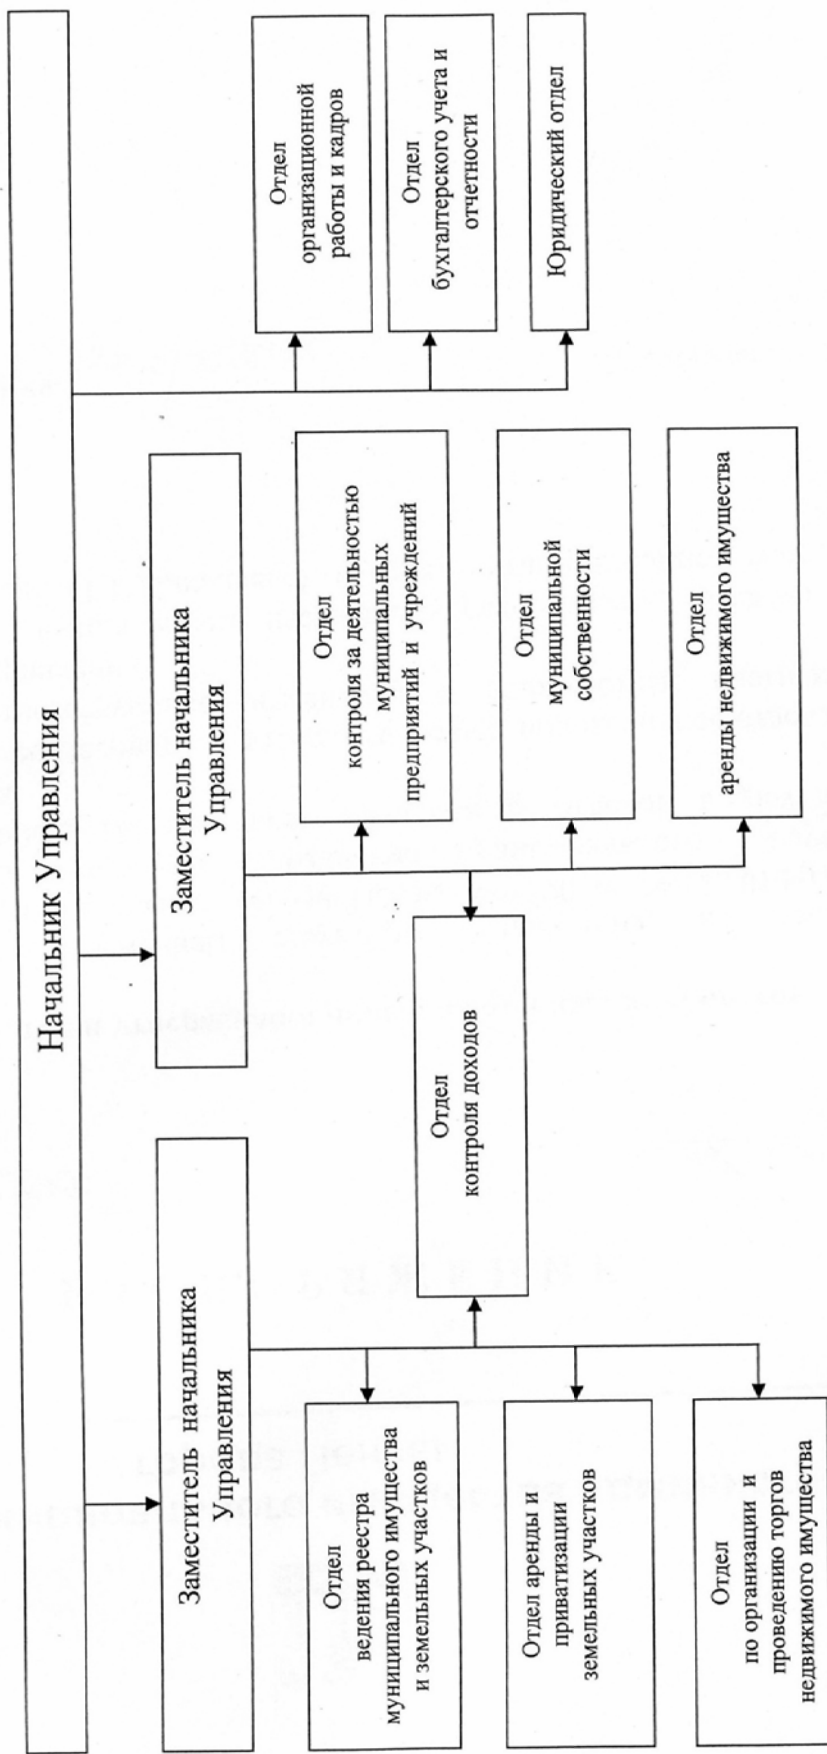 Начальник Управления
Заместитель начальника
Управления
Заместитель начальника
Управления
Отдел
ведения реестра
муниципального имущества
и земельных участков
Отдел аренды и
приватизации
земельных участков
Отдел
по организации и
проведению торгов
недвижимого имущества
Отдел
контроля доходов
Отдел
контроля за деятельностью
муниципальных
предприятий и учреждений
Отдел
муниципальной
собственности
Отдел
аренды недвижимого имущества
Отдел
организационной
работы и кадров
Отдел
бухгалтерского учета и
отчетности
Юридический отдел